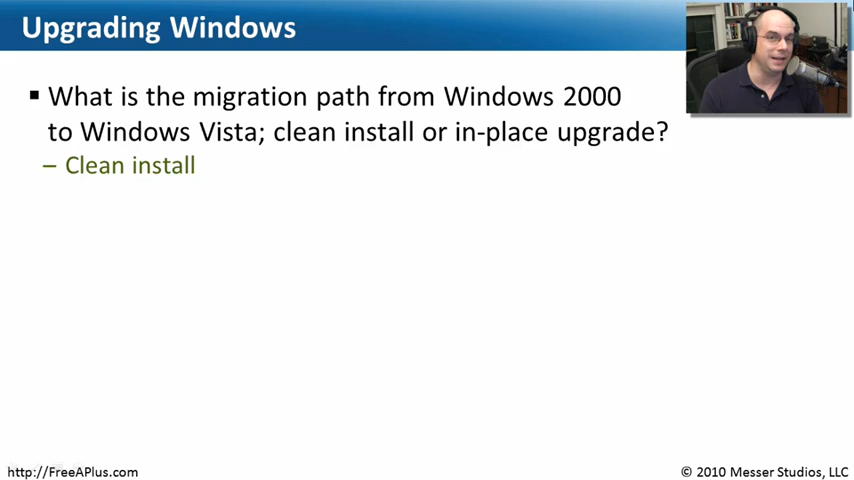 Upgrading Windows
▪ What is the migration path from Windows 2000
to Windows Vista; clean install or in-place upgrade?
– Clean install
http://FreeAPlus.com
© 2010 Messer Studios, LLC